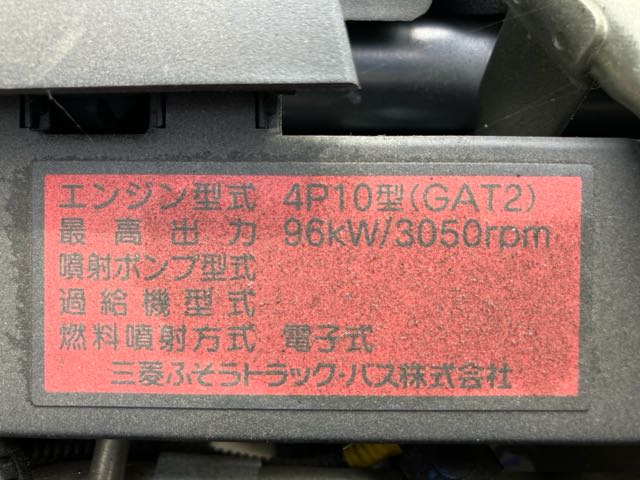 エンジン型式 4P10型(GAT2)
最高出力 96kW/3050rpm
噴射ポンプ型式
過給機型式
燃料噴射方式 電子式
三菱ふそうトラック・バス株式会社